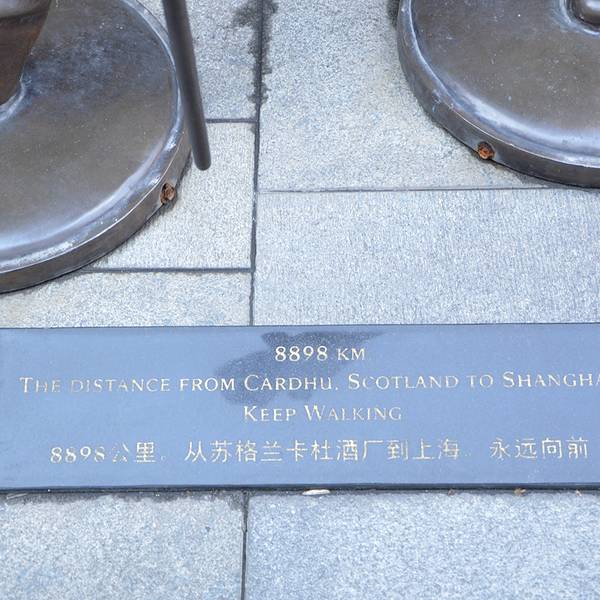 8898 KM
THE DISTANCE FROM CARDHU, SCOTLAND TO SHANGHA
KEEP WALKING
8898公里。从苏格兰卡杜酒厂到上海。永远向前